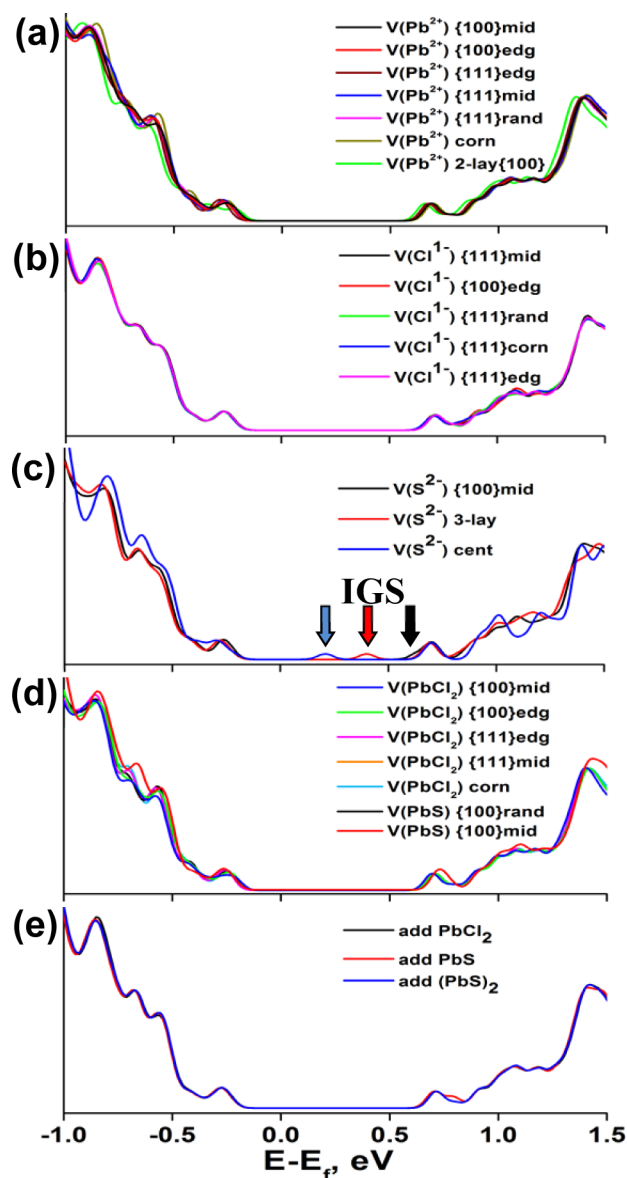 (a)
V(Pb²⁺) {100}mid
V(Pb²⁺) {100}edg
V(Pb²⁺) {111}edg
V(Pb²⁺) {111}mid
V(Pb²⁺) {111}rand
V(Pb²⁺) corn
V(Pb²⁺) 2-lay{100}
(b)
V(Cl¹⁻) {111}mid
V(Cl¹⁻) {100}edg
V(Cl¹⁻) {111}rand
V(Cl¹⁻) {111}corn
V(Cl¹⁻) {111}edg
(c)
V(S²⁻) {100}mid
V(S²⁻) 3-lay
V(S²⁻) cent
IGS
(d)
V(PbCl₂) {100}mid
V(PbCl₂) {100}edg
V(PbCl₂) {111}edg
V(PbCl₂) {111}mid
V(PbCl₂) corn
V(PbS) {100}rand
V(PbS) {100}mid
(e)
add PbCl₂
add PbS
add (PbS)₂
-1.0 -0.5 0.0 0.5 1.0 1.5
E-E_f, eV